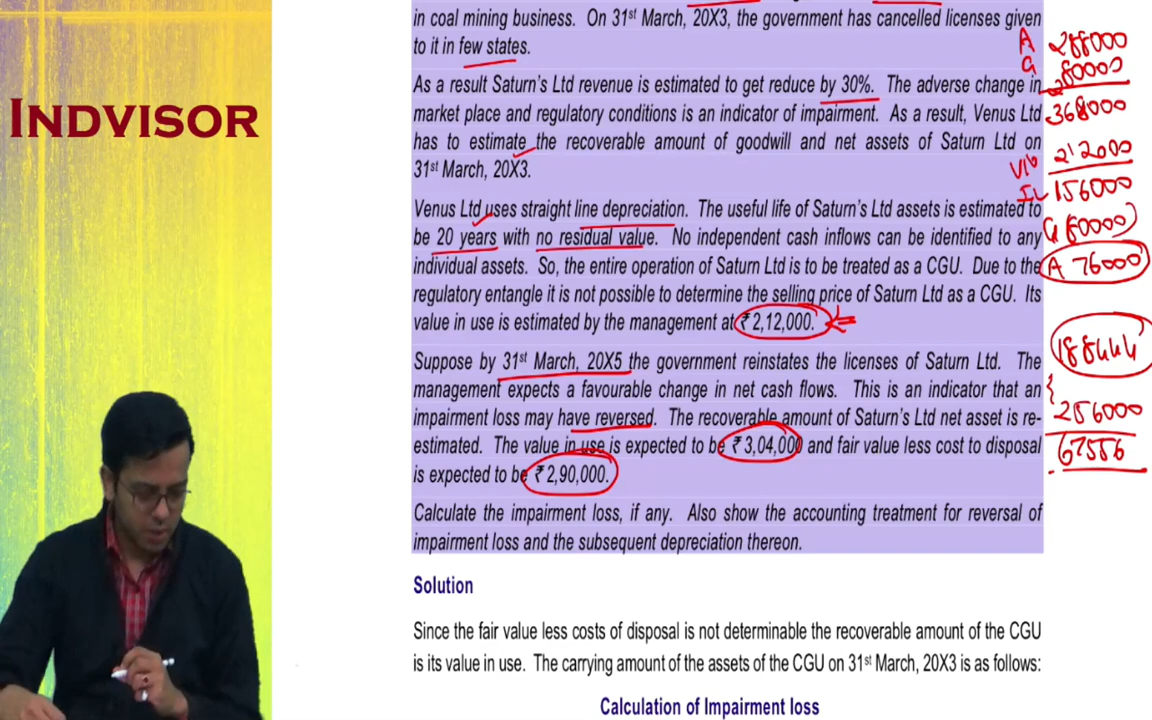 INDVISOR
in coal mining business. On 31st March, 20X3, the government has cancelled licenses given
to it in few states.
As a result Saturn's Ltd revenue is estimated to get reduce by 30%. The adverse change in
market place and regulatory conditions is an indicator of impairment. As a result, Venus Ltd
has to estimate the recoverable amount of goodwill and net assets of Saturn Ltd on
31st March, 20X3.
Venus Ltd uses straight line depreciation. The useful life of Saturn's Ltd assets is estimated to
be 20 years with no residual value. No independent cash inflows can be identified to any
individual assets. So, the entire operation of Saturn Ltd is to be treated as a CGU. Due to the
regulatory entangle it is not possible to determine the selling price of Saturn Ltd as a CGU. Its
value in use is estimated by the management at ₹ 2,12,000.
Suppose by 31st March, 20X5 the government reinstates the licenses of Saturn Ltd. The
management expects a favourable change in net cash flows. This is an indicator that an
impairment loss may have reversed. The recoverable amount of Saturn's Ltd net asset is re-
estimated. The value in use is expected to be ₹ 3,04,000 and fair value less cost to disposal
is expected to be ₹ 2,90,000.
Calculate the impairment loss, if any. Also show the accounting treatment for reversal of
impairment loss and the subsequent depreciation thereon.
Solution
Since the fair value less costs of disposal is not determinable the recoverable amount of the CGU
is its value in use. The carrying amount of the assets of the CGU on 31st March, 20X3 is as follows:
Calculation of Impairment loss
A 288000
G 80000
368000
VIU 212000
IL 156000
G 80000
A 76000
188444
256000
67556